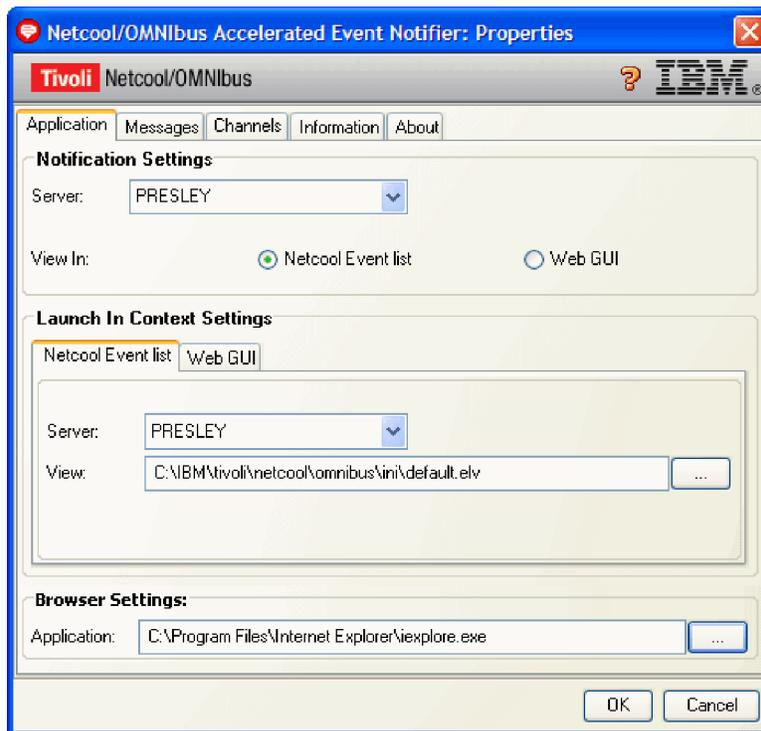 Netcool/OMNIbus Accelerated Event Notifier: Properties
Tivoli Netcool/OMNIbus ? IBM®
Application Messages Channels Information About
Notification Settings
Server: PRESLEY
View In: Netcool Event list Web GUI
Launch In Context Settings
Netcool Event list Web GUI
Server: PRESLEY
View: C:\IBM\tivoli\netcool\omnibus\ini\default.elv ...
Browser Settings:
Application: C:\Program Files\Internet Explorer\iexplore.exe ...
OK Cancel